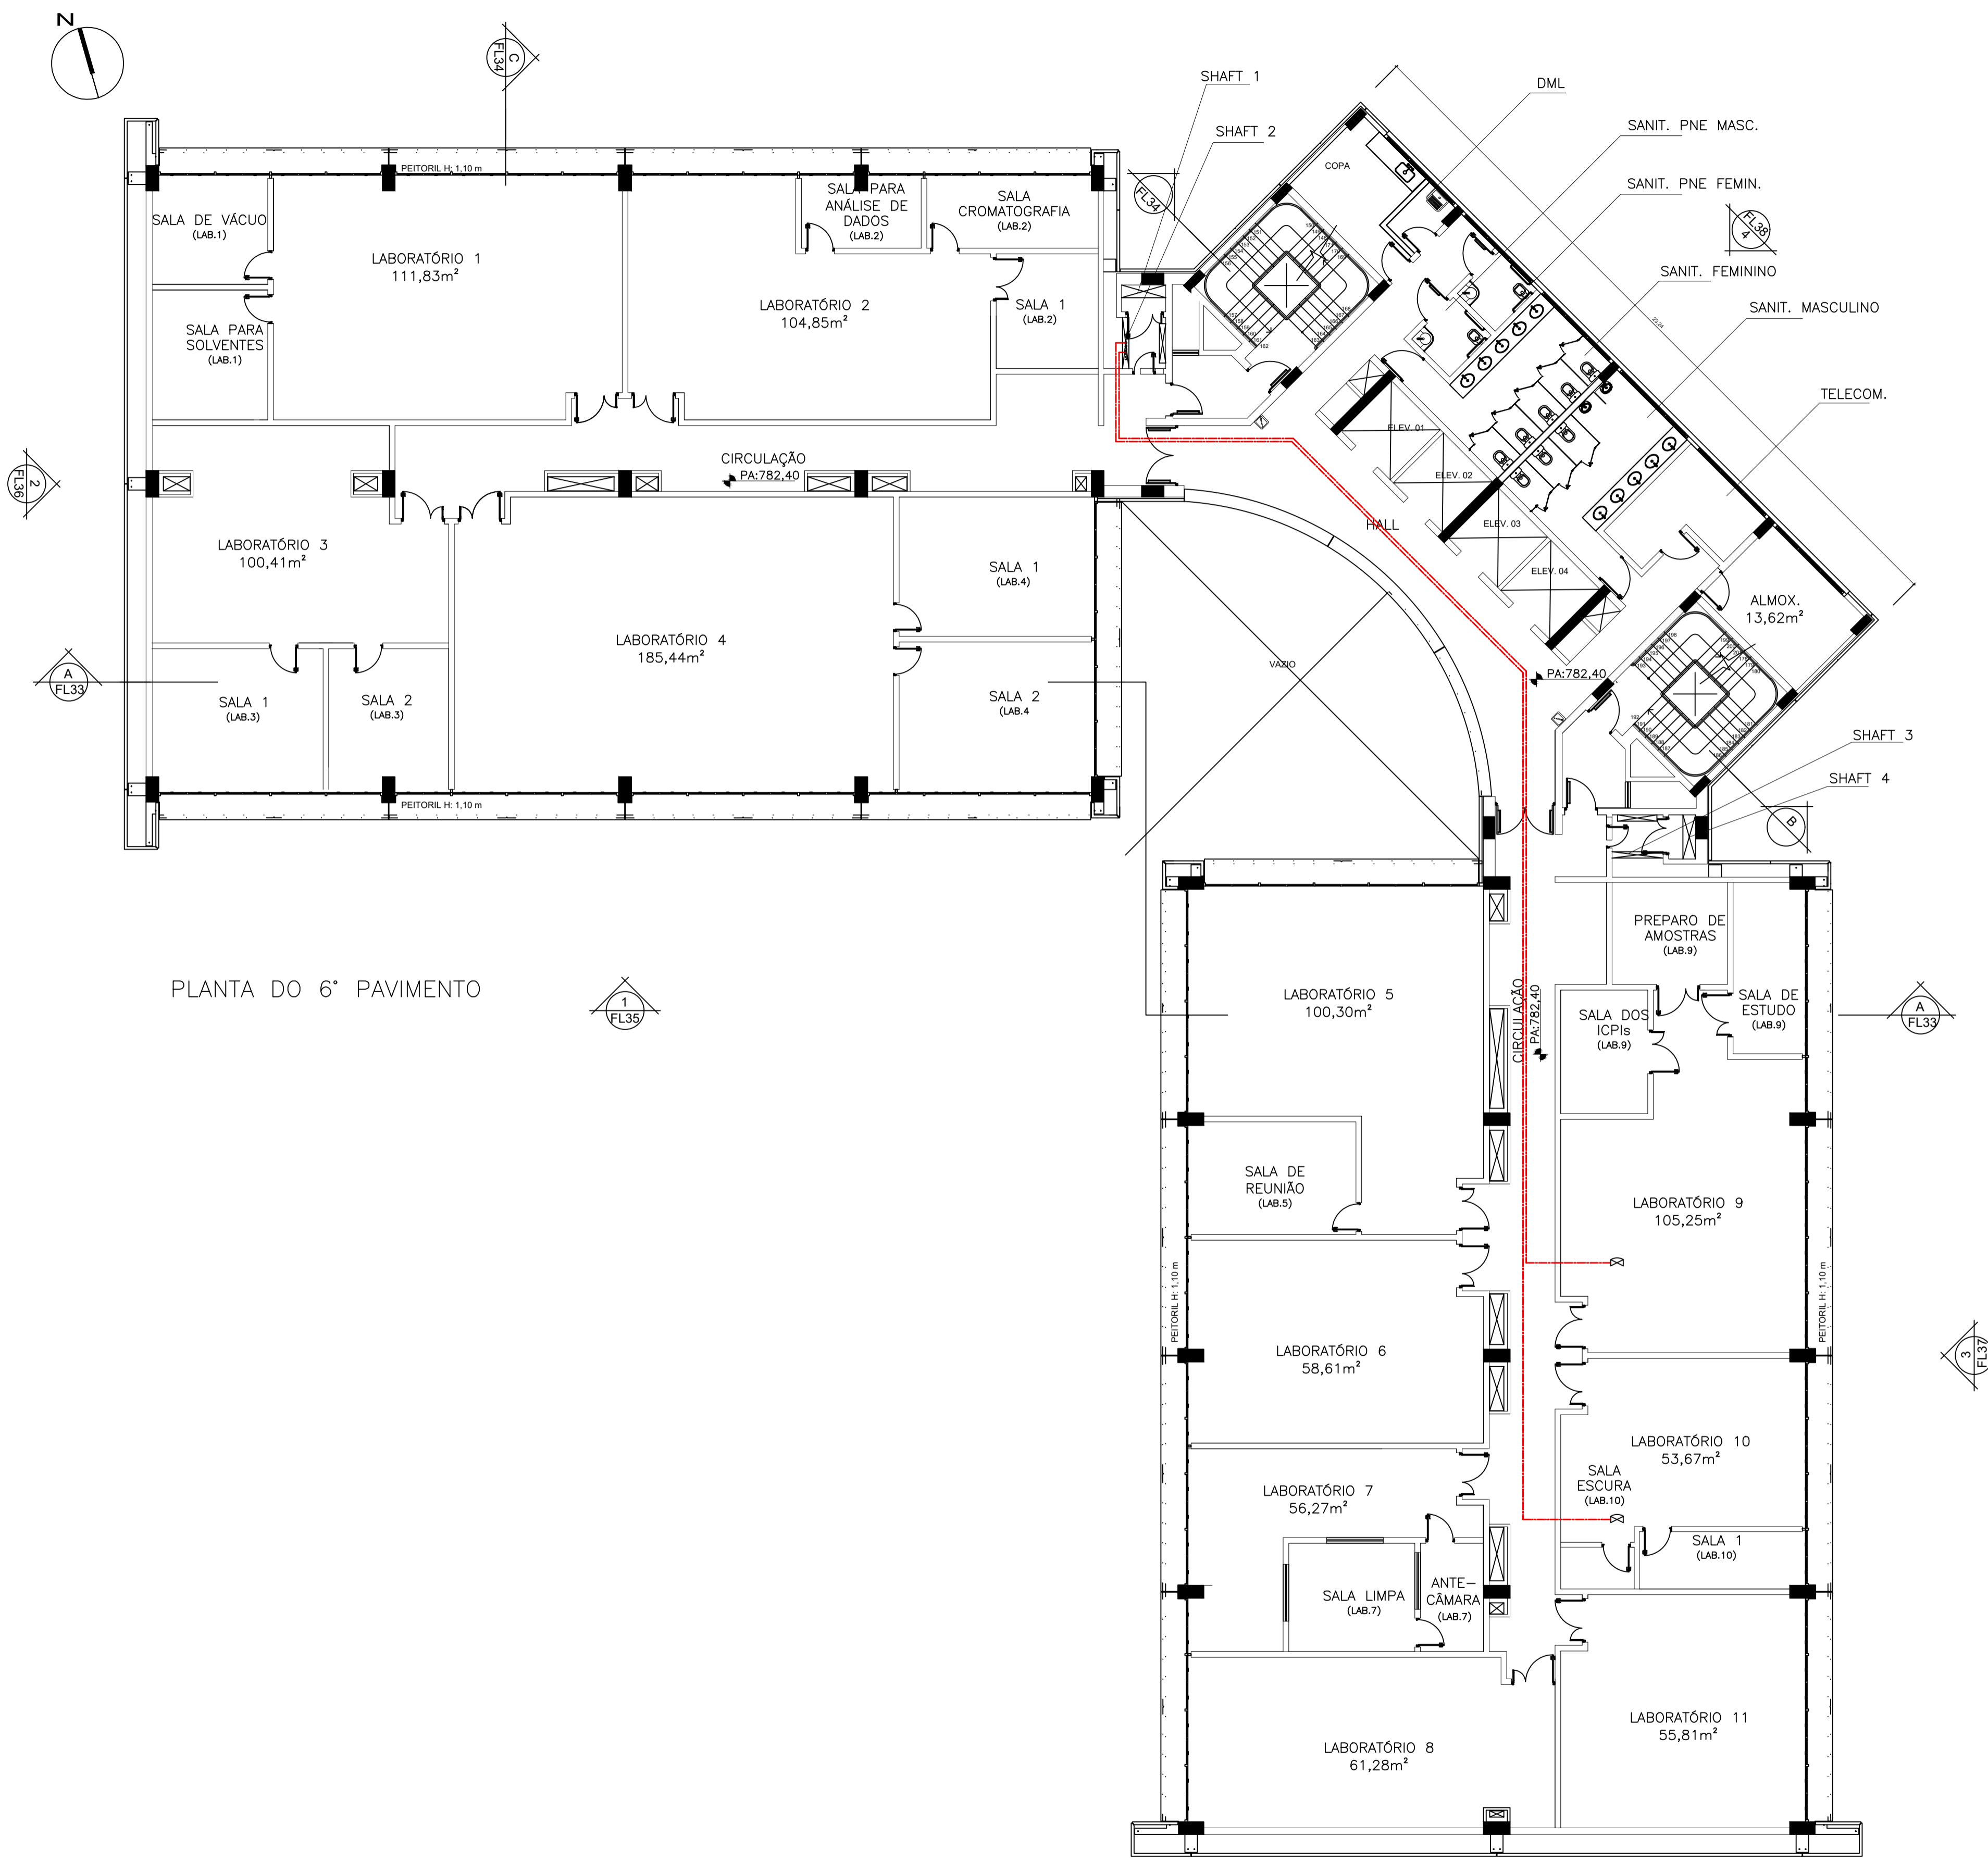 N
C
FL34
SHAFT 1
SHAFT 2
DML
SANIT. PNE MASC.
SANIT. PNE FEMIN.
SANIT. FEMININO
SANIT. MASCULINO
TELECOM.
FL34
FL38
4
23,24
COPA
PEITORIL H: 1,10 m
SALA DE VÁCUO
(LAB.1)
LABORATÓRIO 1
111,83m²
SALA PARA
SOLVENTES
(LAB.1)
SALA PARA
ANÁLISE DE
DADOS
(LAB.2)
SALA
CROMATOGRAFIA
(LAB.2)
LABORATÓRIO 2
104,85m²
SALA 1
(LAB.2)
ELEV. 01
ELEV. 02
ELEV. 03
ELEV. 04
HALL
CIRCULAÇÃO
PA:782,40
2
FL36
LABORATÓRIO 3
100,41m²
SALA 1
(LAB.4)
LABORATÓRIO 4
185,44m²
ALMOX.
13,62m²
VAZIO
PA:782,40
A
FL33
SALA 1
(LAB.3)
SALA 2
(LAB.3)
SALA 2
(LAB.4
PEITORIL H: 1,10 m
SHAFT 3
SHAFT 4
B
PLANTA DO 6° PAVIMENTO
1
FL35
LABORATÓRIO 5
100,30m²
CIRCULAÇÃO
PA:782,40
PREPARO DE
AMOSTRAS
(LAB.9)
SALA DOS
ICPIs
(LAB.9)
SALA DE
ESTUDO
(LAB.9)
A
FL33
SALA DE
REUNIÃO
(LAB.5)
LABORATÓRIO 9
105,25m²
PEITORIL H: 1,10 m
PEITORIL H: 1,10 m
LABORATÓRIO 6
58,61m²
3
FL37
LABORATÓRIO 10
53,67m²
SALA
ESCURA
(LAB.10)
LABORATÓRIO 7
56,27m²
SALA 1
(LAB.10)
SALA LIMPA
(LAB.7)
ANTE-
CÂMARA
(LAB.7)
LABORATÓRIO 8
61,28m²
LABORATÓRIO 11
55,81m²